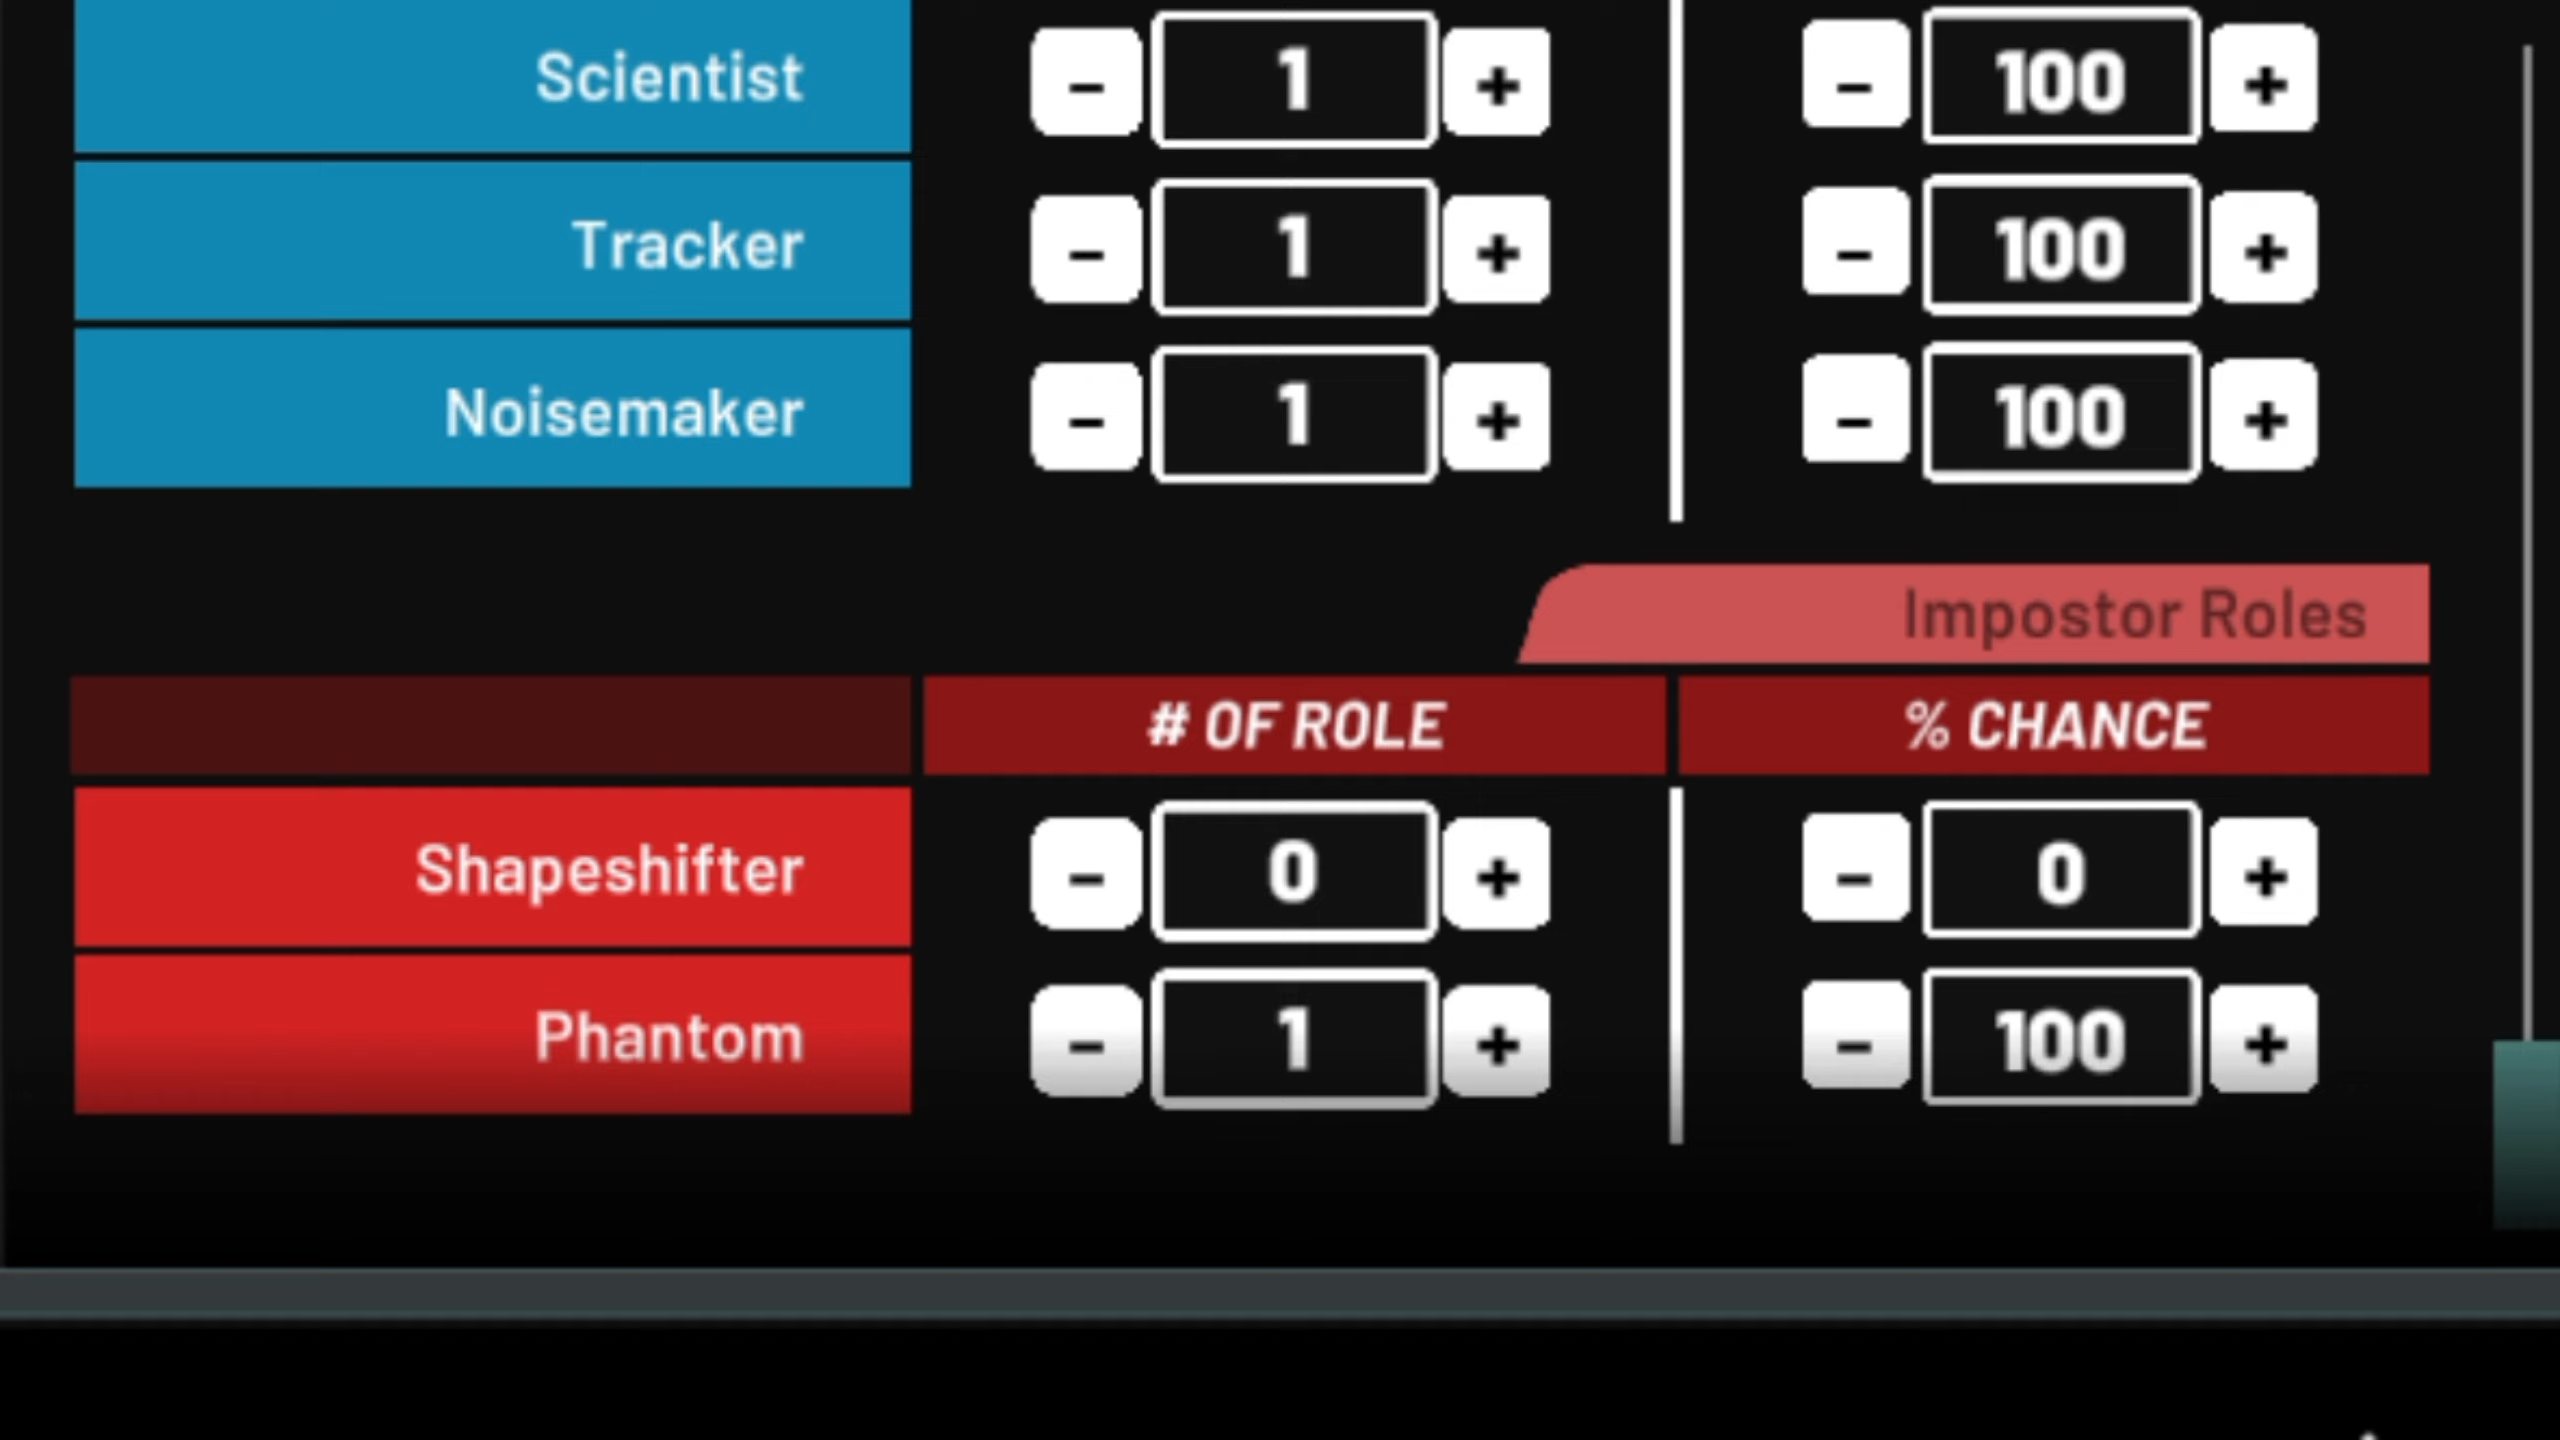 Scientist - 1 + - 100 +
Tracker - 1 + - 100 +
Noisemaker - 1 + - 100 +
Impostor Roles
# OF ROLE % CHANCE
Shapeshifter - 0 + - 0 +
Phantom - 1 + - 100 +